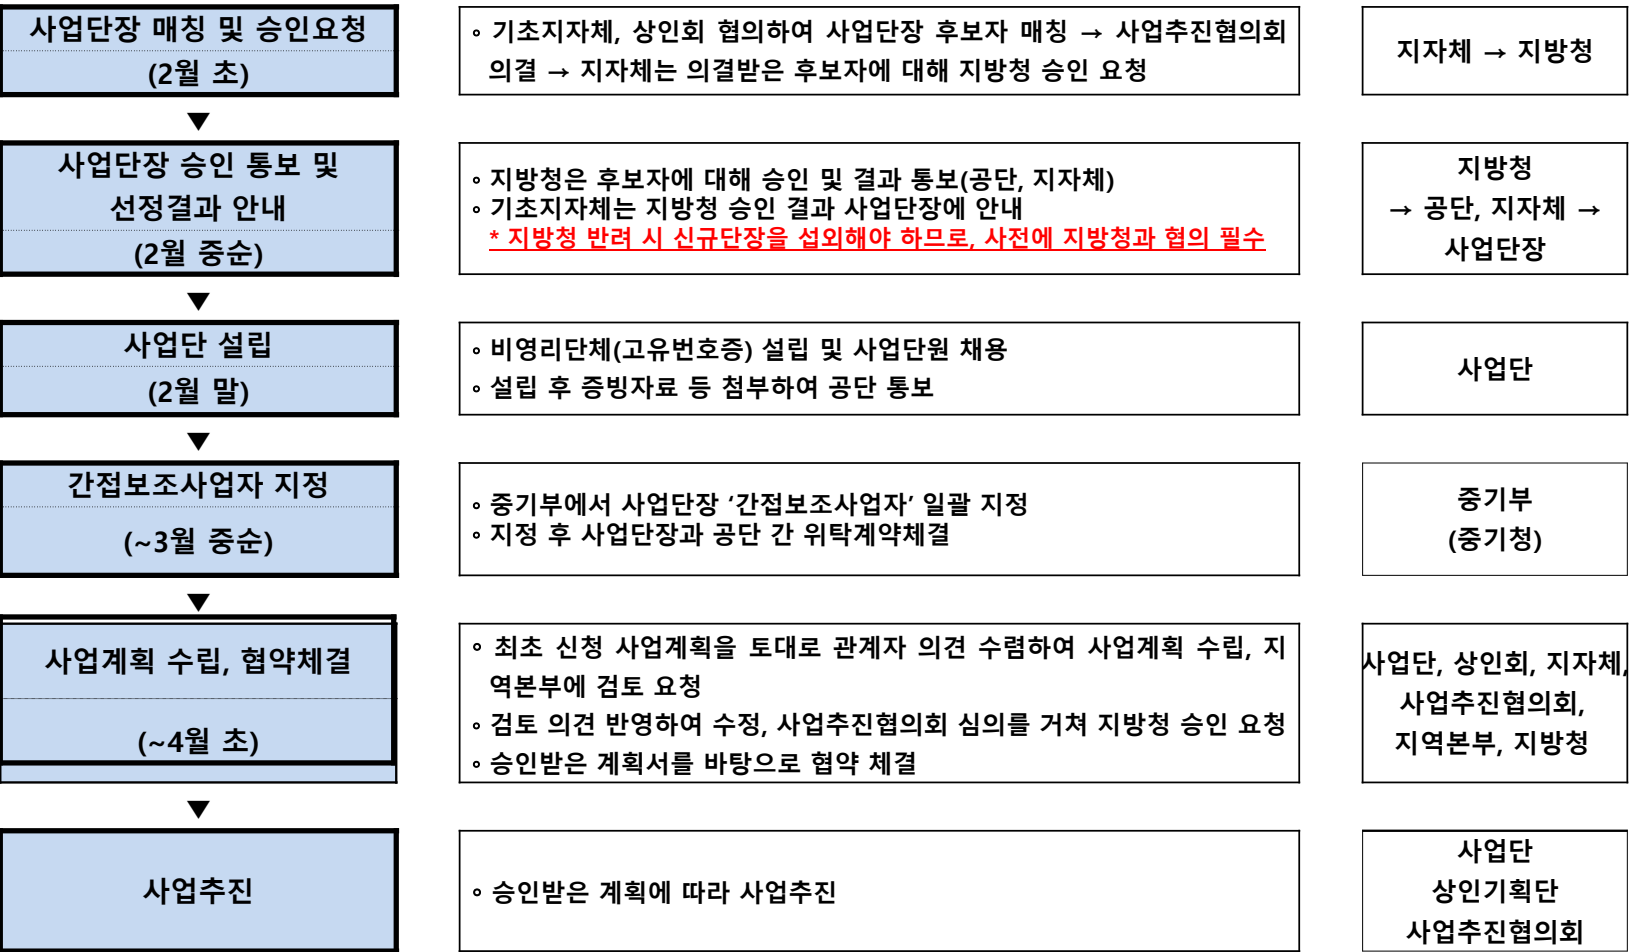 사업단장 매칭 및 승인요청
(2월 초)
◦ 기초지자체, 상인회 협의하여 사업단장 후보자 매칭 → 사업추진협의회
의결 → 지자체는 의결받은 후보자에 대해 지방청 승인 요청
지자체 → 지방청
▼
사업단장 승인 통보 및
선정결과 안내
(2월 중순)
◦ 지방청은 후보자에 대해 승인 및 결과 통보(공단, 지자체)
◦ 기초지자체는 지방청 승인 결과 사업단장에 안내
* 지방청 반려 시 신규단장을 섭외해야 하므로, 사전에 지방청과 협의 필수
지방청
→ 공단, 지자체 →
사업단장
▼
사업단 설립
(2월 말)
◦ 비영리단체(고유번호증) 설립 및 사업단원 채용
◦ 설립 후 증빙자료 등 첨부하여 공단 통보
사업단
▼
간접보조사업자 지정
(~3월 중순)
◦ 중기부에서 사업단장 ‘간접보조사업자’ 일괄 지정
◦ 지정 후 사업단장과 공단 간 위탁계약체결
중기부
(중기청)
▼
사업계획 수립, 협약체결
(~4월 초)
◦ 최초 신청 사업계획을 토대로 관계자 의견 수렴하여 사업계획 수립, 지
역본부에 검토 요청
◦ 검토 의견 반영하여 수정, 사업추진협의회 심의를 거쳐 지방청 승인 요청
◦ 승인받은 계획서를 바탕으로 협약 체결
사업단, 상인회, 지자체,
사업추진협의회,
지역본부, 지방청
▼
사업추진
◦ 승인받은 계획에 따라 사업추진
사업단
상인기획단
사업추진협의회